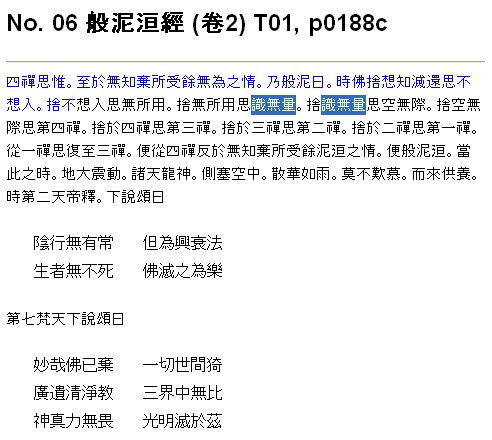 No. 06 般泥洹經 (卷2) T01, p0188c
四禪思惟。至於無知棄所受餘無為之情。乃般泥曰。時佛捨想知滅還思不
想入。捨不想入思無所用。捨無所用思識無量。捨識無量思空無際。捨空無
際思第四禪。捨於四禪思第三禪。捨於三禪思第二禪。捨於二禪思第一禪。
從一禪思復至三禪。便從四禪反於無知棄所受餘泥洹之情。便般泥洹。當
此之時。地大震動。諸天龍神。側塞空中。散華如雨。莫不歎慕。而來供養。
時第二天帝釋。下說頌曰
陰行無有常　　但為興衰法
生者無不死　　佛滅之為樂
第七梵天下說頌曰
妙哉佛已棄　　一切世間猗
廣遺清淨教　　三界中無比
神真力無畏　　光明滅於茲